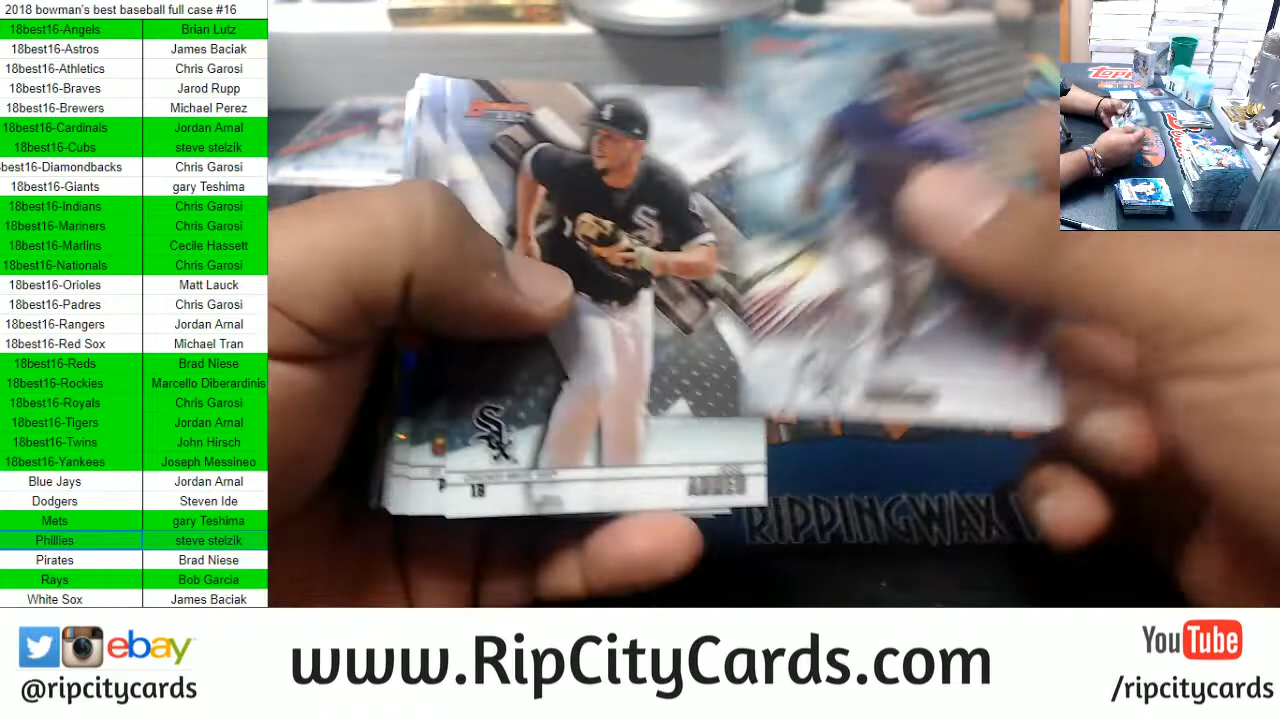 2018 bowman's best baseball full case #16
18best16-Angels Brian Lutz
18best16-Astros James Baciak
18best16-Athletics Chris Garosi
18best16-Braves Jarod Rupp
18best16-Brewers Michael Perez
18best16-Cardinals Jordan Arnal
18best16-Cubs steve stelzik
best16-Diamondbacks Chris Garosi
18best16-Giants gary Teshima
18best16-Indians Chris Garosi
18best16-Mariners Chris Garosi
18best16-Marlins Cecile Hassett
18best16-Nationals Chris Garosi
18best16-Orioles Matt Lauck
18best16-Padres Chris Garosi
18best16-Rangers Jordan Arnal
18best16-Red Sox Michael Tran
18best16-Reds Brad Niese
18best16-Rockies Marcello Diberardinis
18best16-Royals Chris Garosi
18best16-Tigers Jordan Arnal
18best16-Twins John Hirsch
18best16-Yankees Joseph Messineo
Blue Jays Jordan Arnal
Dodgers Steven Ide
Mets gary Teshima
Phillies steve stelzik
Pirates Brad Niese
Rays Bob Garcia
White Sox James Baciak
RIPPINGWAX
ebay
@ripcitycards
www.RipCityCards.com
YouTube
/ripcitycards